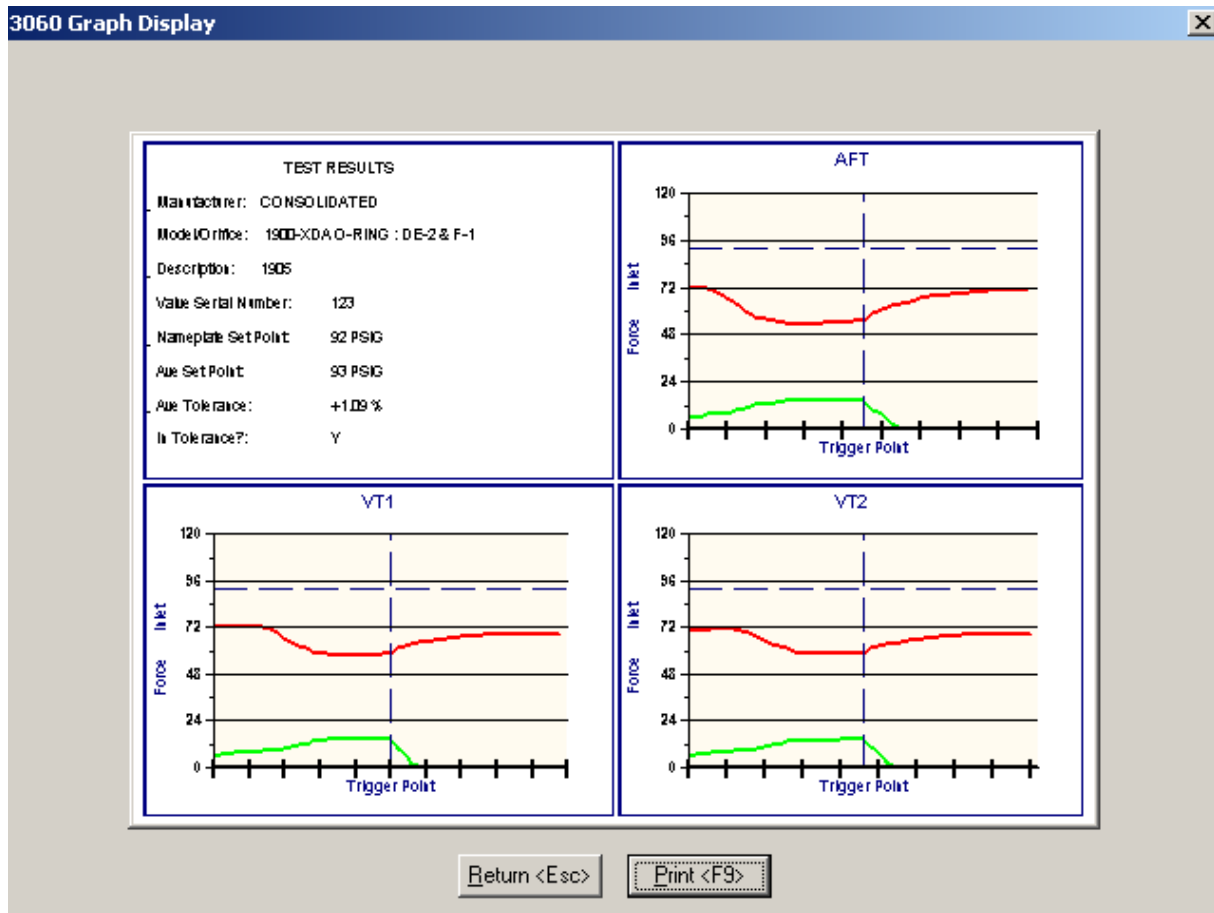 3060 Graph Display
TEST RESULTS
Manufacturer: CONSOLIDATED
Model/Orifice: 1900-XDA O-RING : DE-2 & F-1
Description: 1905
Valve Serial Number: 123
Nameplate Set Point: 92 PSIG
Ave Set Point: 93 PSIG
Ave Tolerance: +1.09 %
In Tolerance?: Y
AFT
120
96
72
48
24
0
Force Inlet
Trigger Point
VT1
120
96
72
48
24
0
Force Inlet
Trigger Point
VT2
120
96
72
48
24
0
Force Inlet
Trigger Point
Return <Esc>
Print <F9>